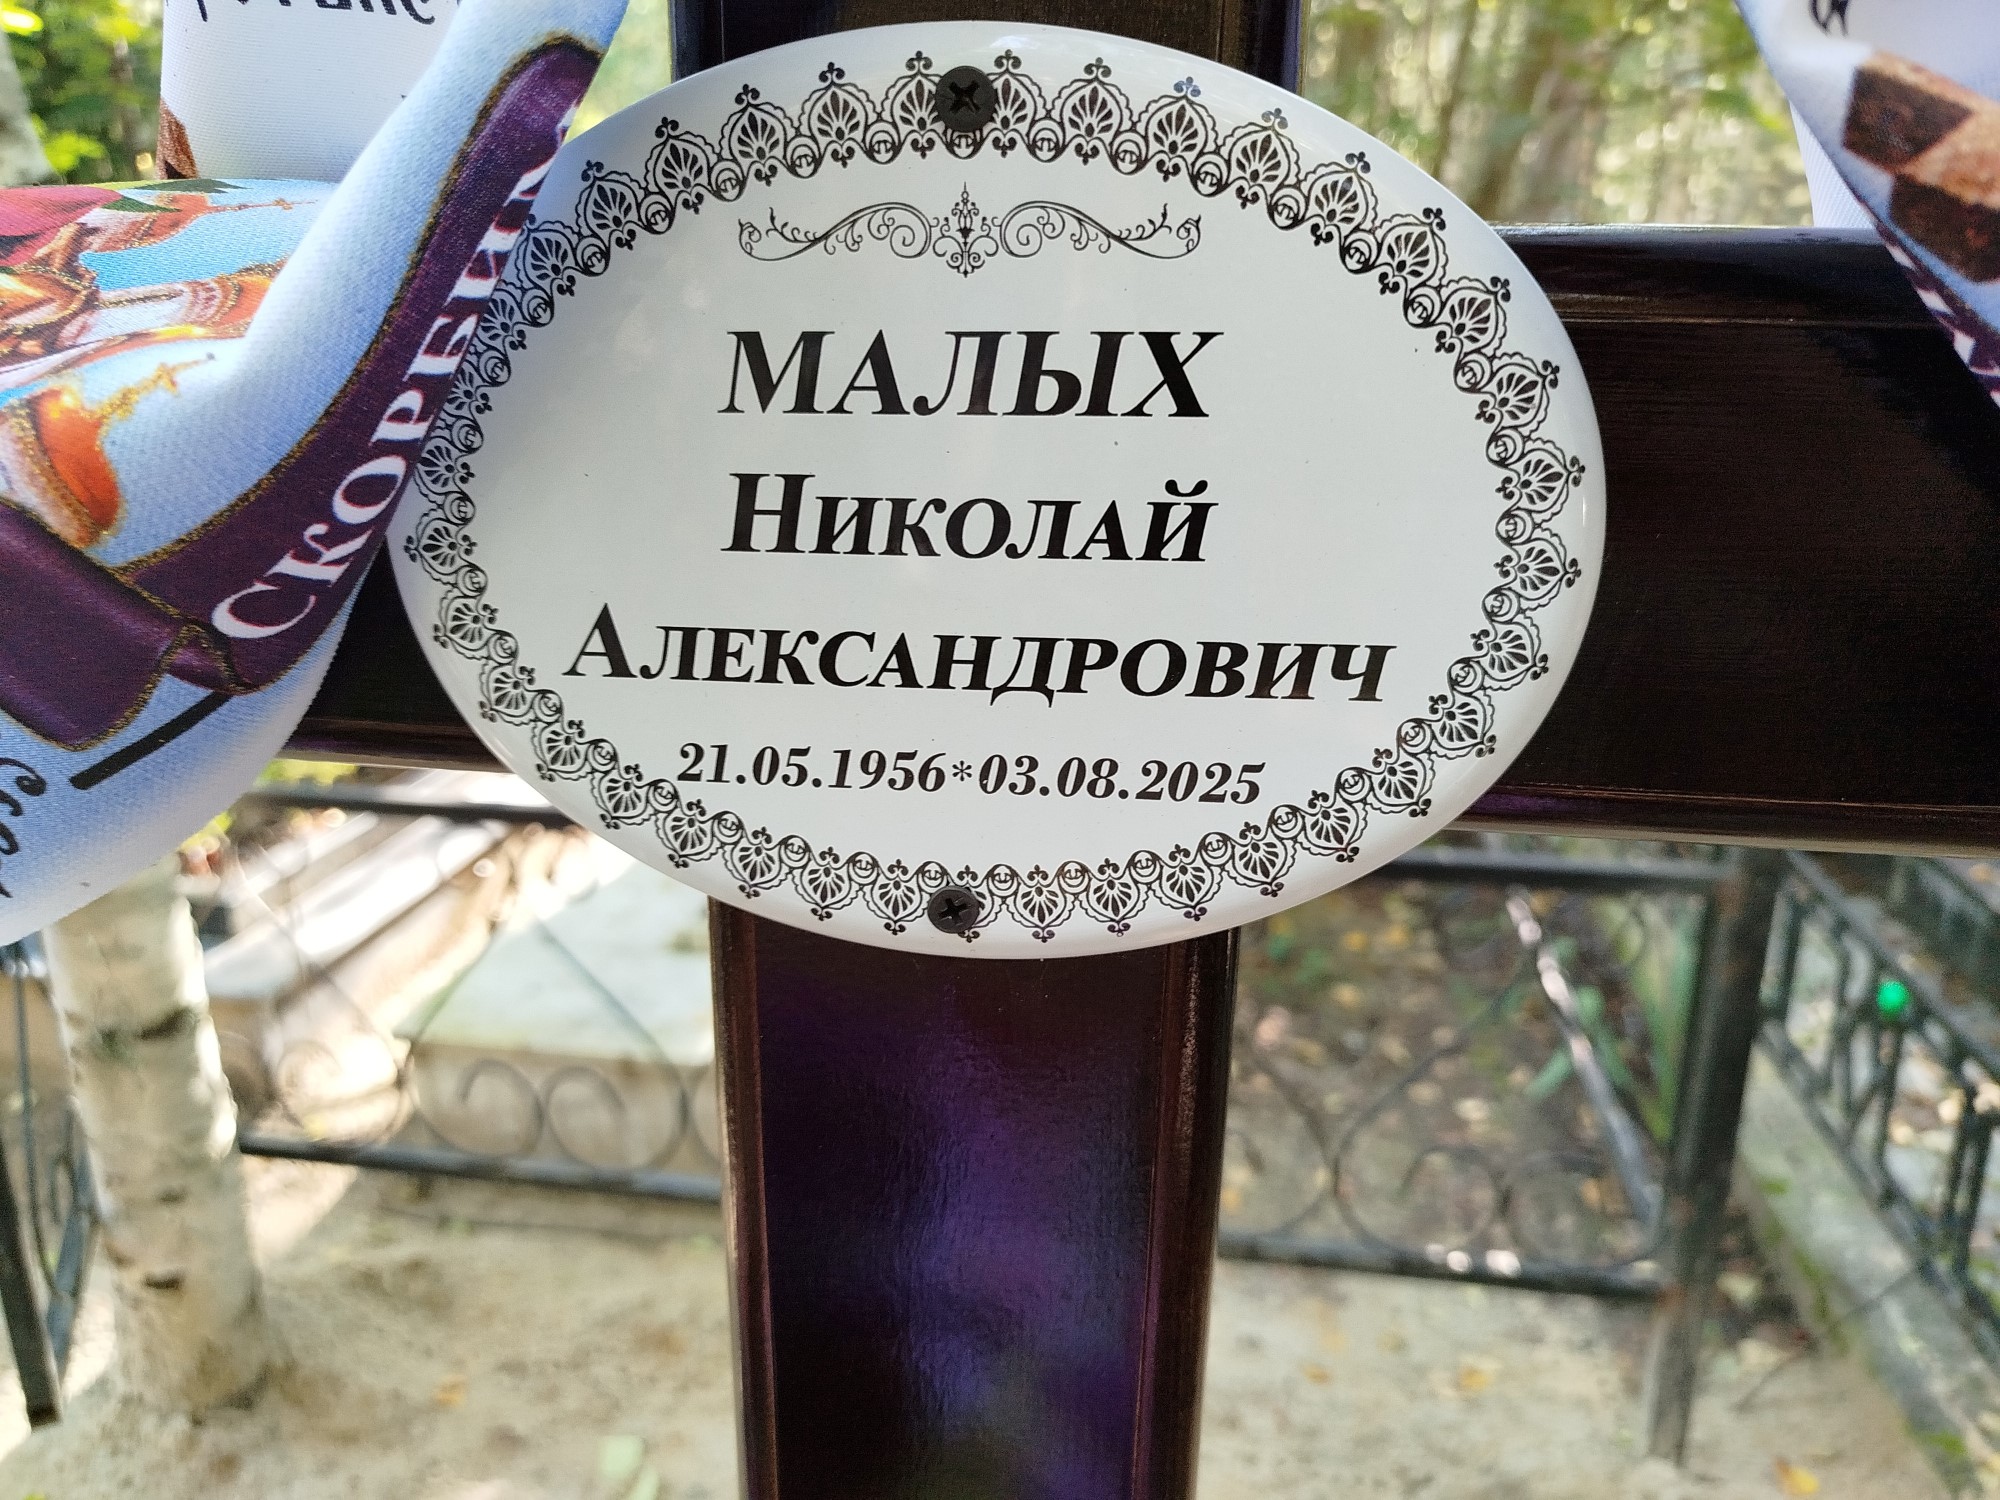 МАЛЫХ
Николай
Александрович
21.05.1956*03.08.2025
СКОРБИМ